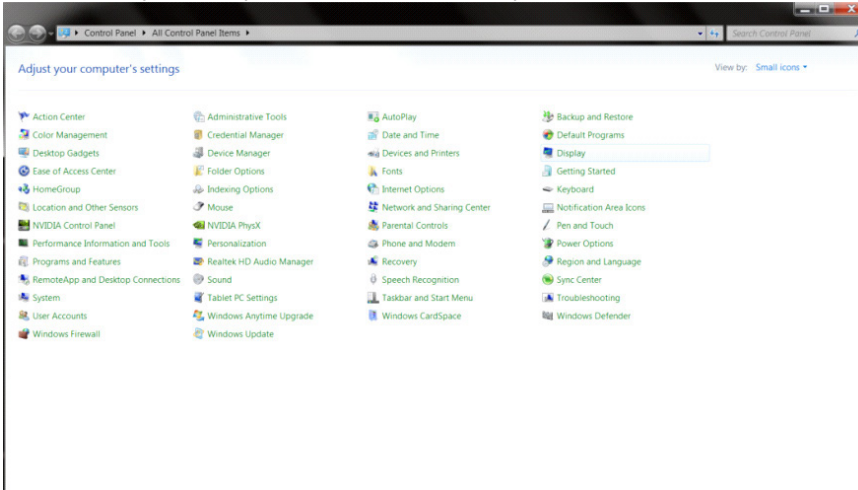 Control Panel ▸ All Control Panel Items ▸ Search Control Panel
Adjust your computer's settings View by: Small icons
Action Center Administrative Tools AutoPlay Backup and Restore
Color Management Credential Manager Date and Time Default Programs
Desktop Gadgets Device Manager Devices and Printers Display
Ease of Access Center Folder Options Fonts Getting Started
HomeGroup Indexing Options Internet Options Keyboard
Location and Other Sensors Mouse Network and Sharing Center Notification Area Icons
NVIDIA Control Panel NVIDIA PhysX Parental Controls Pen and Touch
Performance Information and Tools Personalization Phone and Modem Power Options
Programs and Features Realtek HD Audio Manager Recovery Region and Language
RemoteApp and Desktop Connections Sound Speech Recognition Sync Center
System Tablet PC Settings Taskbar and Start Menu Troubleshooting
User Accounts Windows Anytime Upgrade Windows CardSpace Windows Defender
Windows Firewall Windows Update